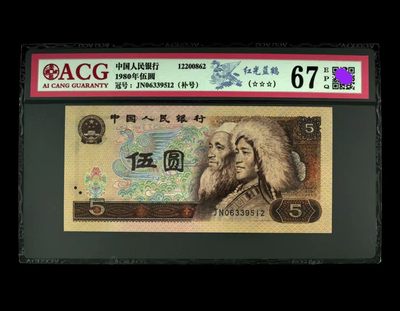 ACG
AI CANG GUARANTY
中国人民银行 12200862
1980年伍圆
冠号: JN06339512 (补号)
红光蓝鹤
(☆☆☆)
67
EPQ
中国人民银行
5
伍圆
5
JN06339512
5